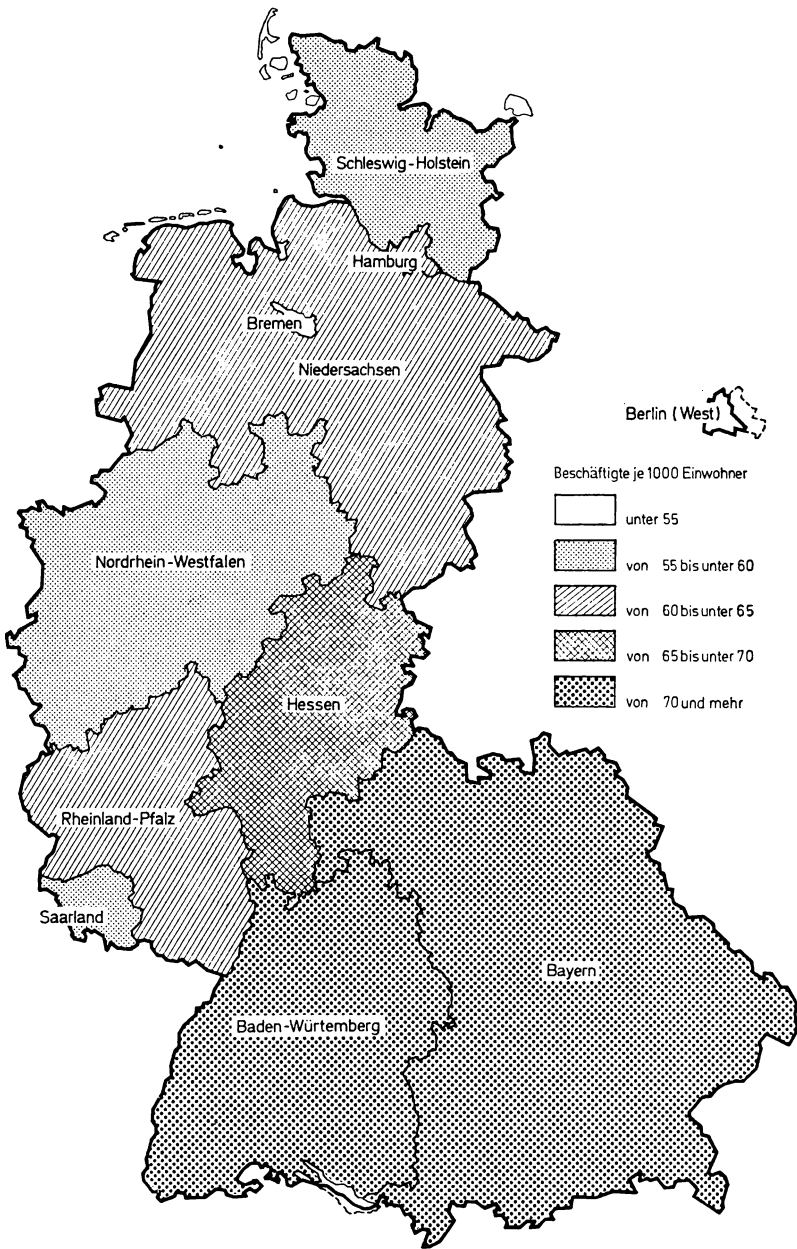 Schleswig-Holstein
Hamburg
Bremen
Niedersachsen
Berlin (West)
Beschäftigte je 1000 Einwohner
unter 55
von 55 bis unter 60
von 60 bis unter 65
von 65 bis unter 70
von 70 und mehr
Nordrhein-Westfalen
Hessen
Rheinland-Pfalz
Saarland
Bayern
Baden-Würtemberg